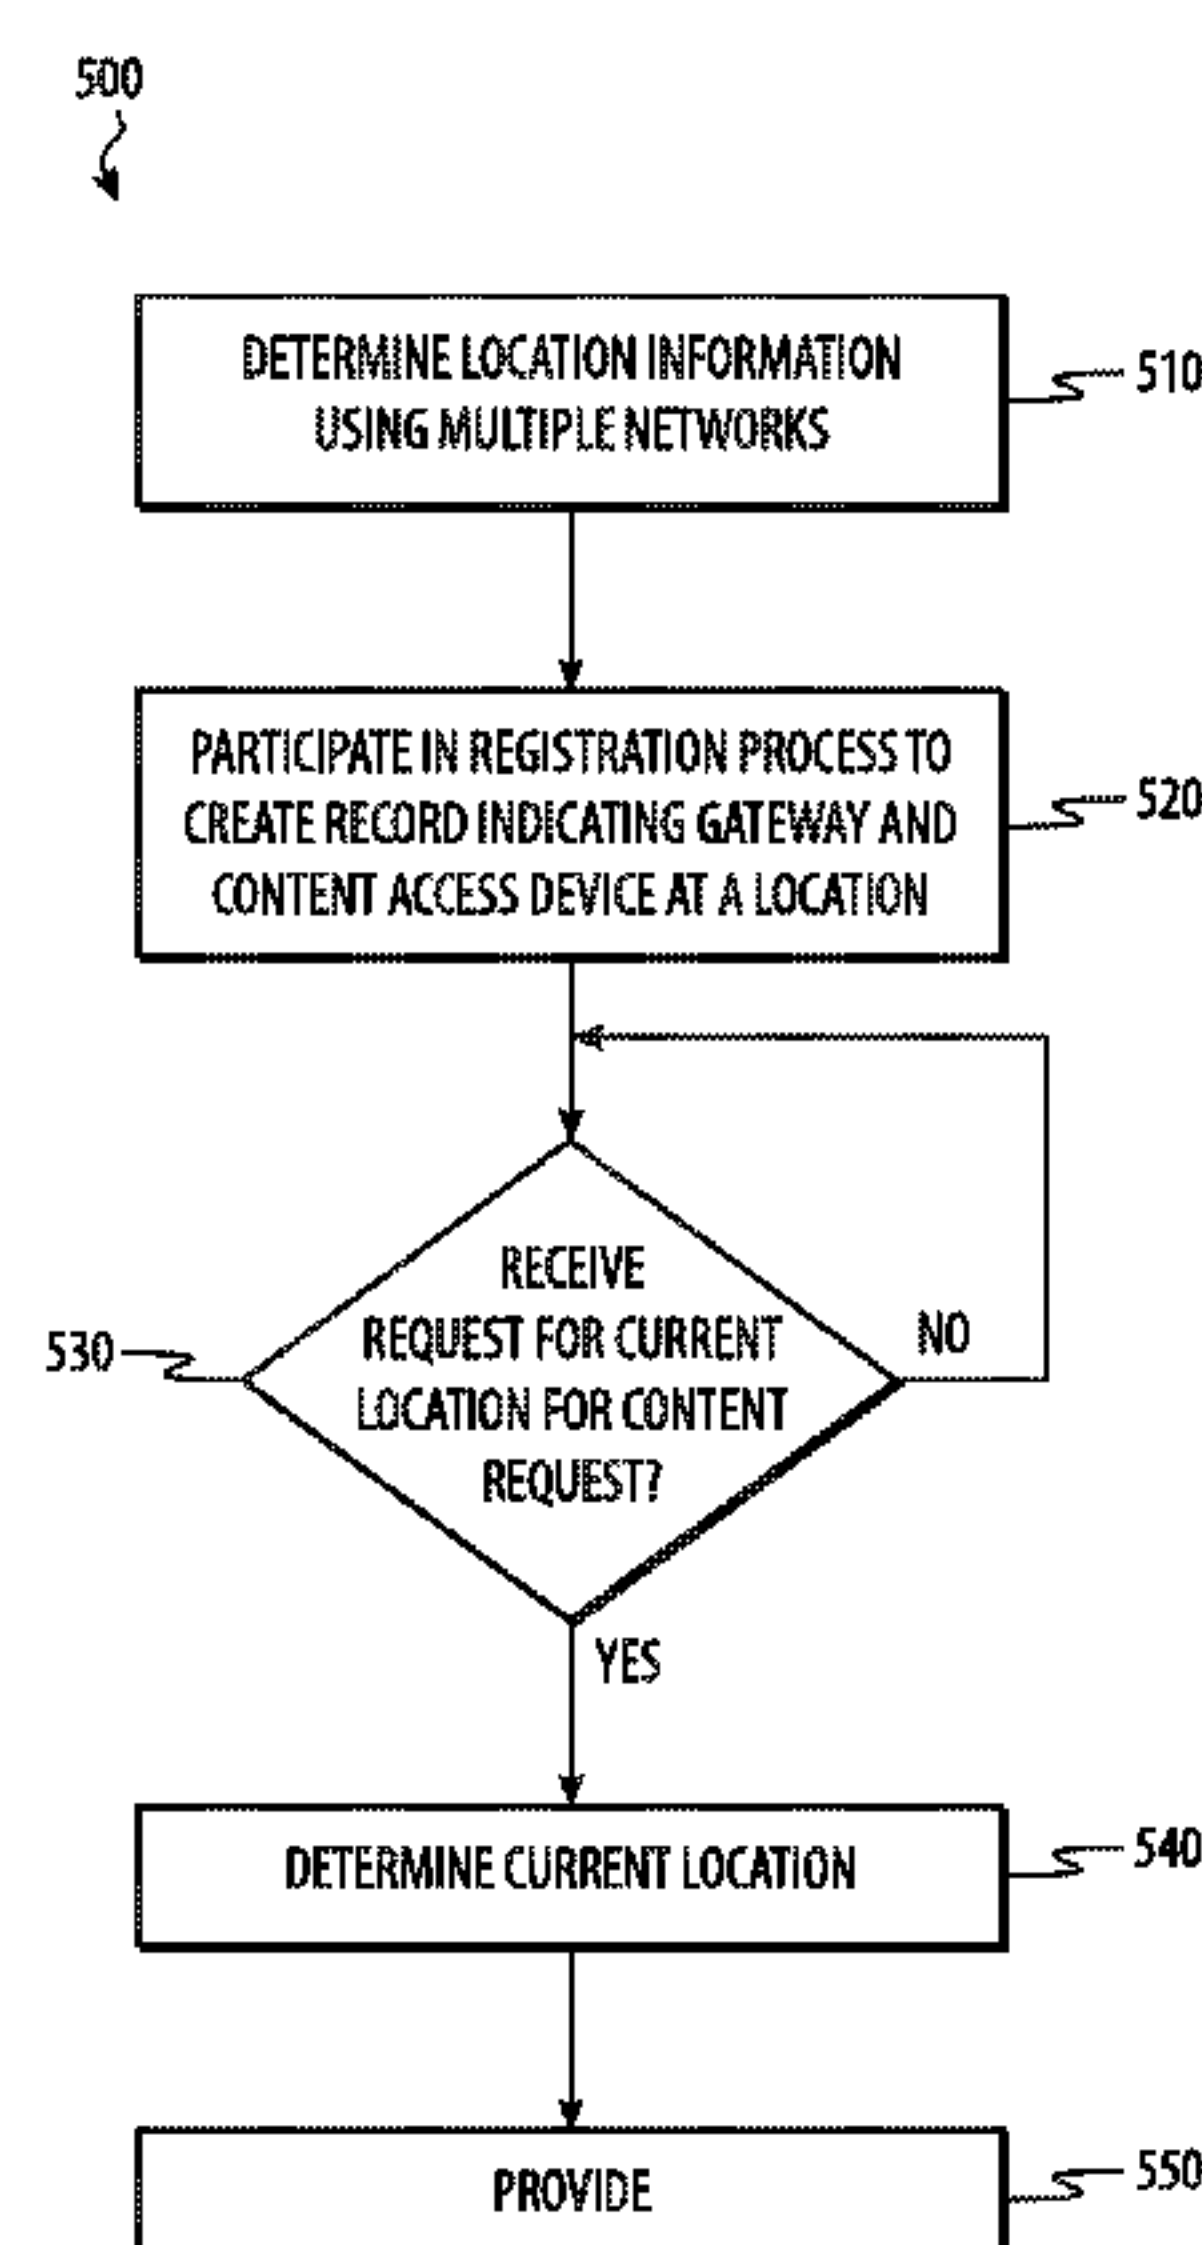 500
DETERMINE LOCATION INFORMATION
USING MULTIPLE NETWORKS
510
PARTICIPATE IN REGISTRATION PROCESS TO
CREATE RECORD INDICATING GATEWAY AND
CONTENT ACCESS DEVICE AT A LOCATION
520
RECEIVE
REQUEST FOR CURRENT
LOCATION FOR CONTENT
REQUEST?
530
NO
YES
DETERMINE CURRENT LOCATION
540
PROVIDE
550